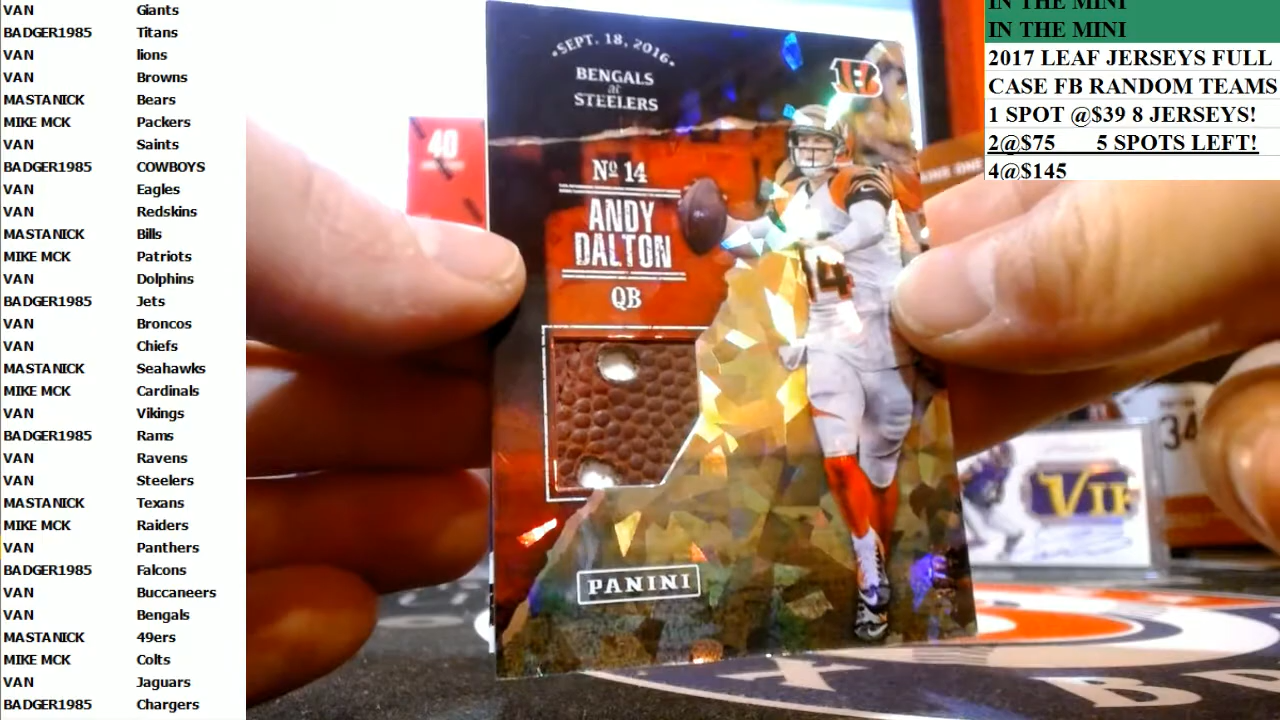 VAN Giants
BADGER1985 Titans
VAN lions
VAN Browns
MASTANICK Bears
MIKE MCK Packers
VAN Saints
BADGER1985 COWBOYS
VAN Eagles
VAN Redskins
MASTANICK Bills
MIKE MCK Patriots
VAN Dolphins
BADGER1985 Jets
VAN Broncos
VAN Chiefs
MASTANICK Seahawks
MIKE MCK Cardinals
VAN Vikings
BADGER1985 Rams
VAN Ravens
VAN Steelers
MASTANICK Texans
MIKE MCK Raiders
VAN Panthers
BADGER1985 Falcons
VAN Buccaneers
VAN Bengals
MASTANICK 49ers
MIKE MCK Colts
VAN Jaguars
BADGER1985 Chargers
40
•SEPT. 18, 2016•
BENGALS
at
STEELERS
B
Nº 14
ANDY
DALTON
QB
14
PANINI
IN THE MINI
IN THE MINI
2017 LEAF JERSEYS FULL
CASE FB RANDOM TEAMS
1 SPOT @$39 8 JERSEYS!
2@$75 5 SPOTS LEFT!
4@$145
34
VIK
X B